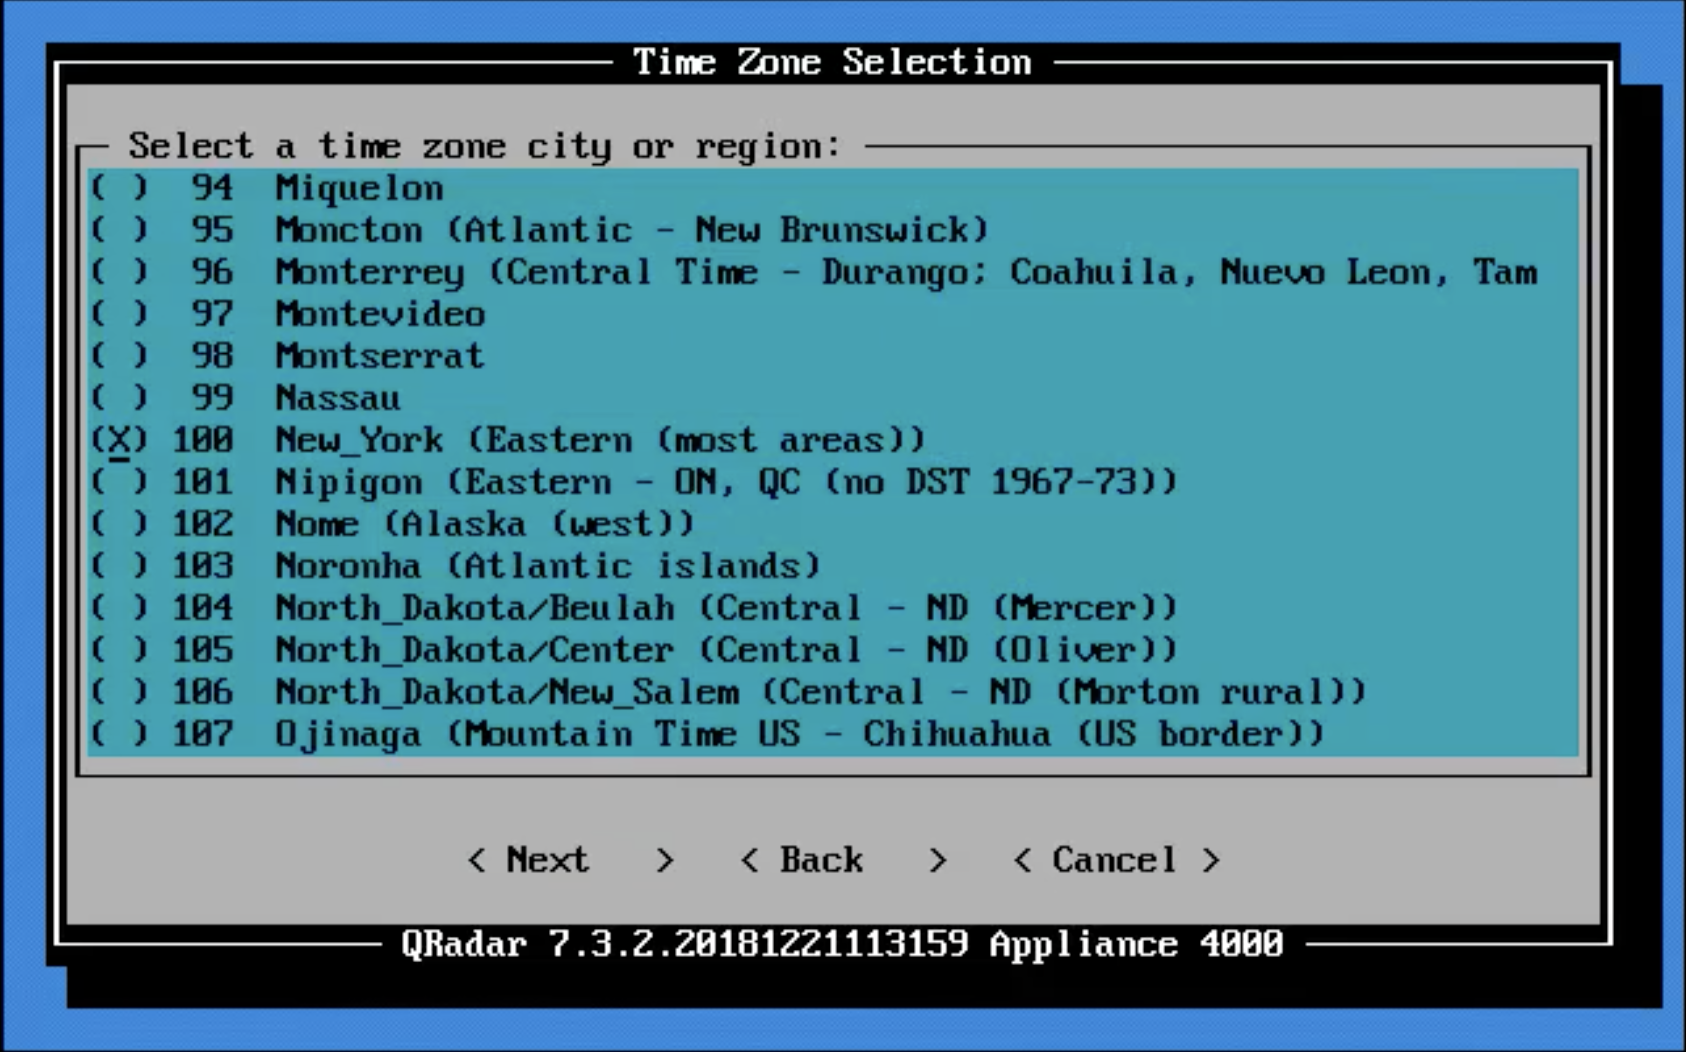 Time Zone Selection
Select a time zone city or region:
( ) 94 Miquelon
( ) 95 Moncton (Atlantic - New Brunswick)
( ) 96 Monterrey (Central Time - Durango; Coahuila, Nuevo Leon, Tam
( ) 97 Montevideo
( ) 98 Montserrat
( ) 99 Nassau
(X) 100 New_York (Eastern (most areas))
( ) 101 Nipigon (Eastern - ON, QC (no DST 1967-73))
( ) 102 Nome (Alaska (west))
( ) 103 Noronha (Atlantic islands)
( ) 104 North_Dakota/Beulah (Central - ND (Mercer))
( ) 105 North_Dakota/Center (Central - ND (Oliver))
( ) 106 North_Dakota/New_Salem (Central - ND (Morton rural))
( ) 107 Ojinaga (Mountain Time US - Chihuahua (US border))
< Next > < Back > < Cancel >
QRadar 7.3.2.20181221113159 Appliance 4000